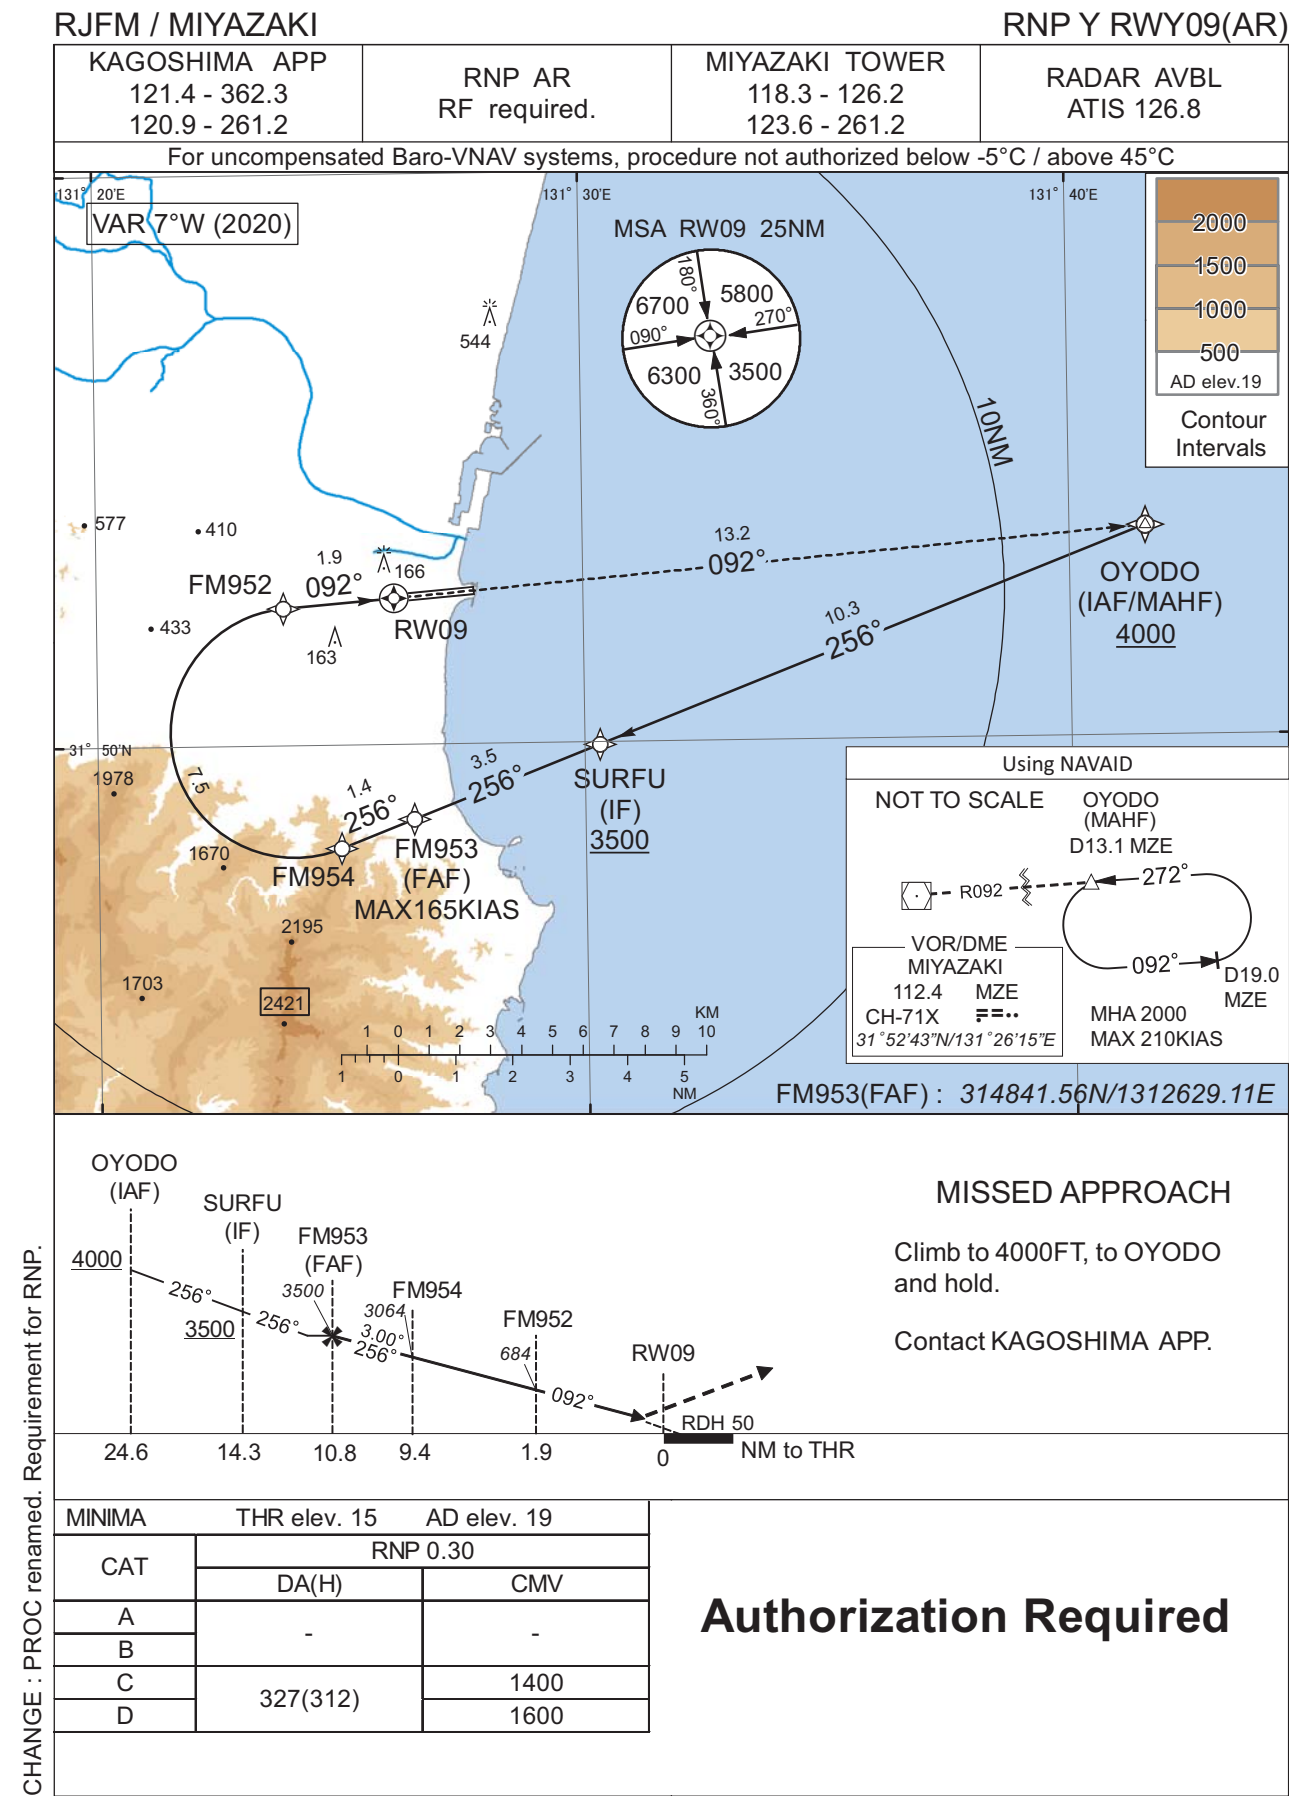 RJFM / MIYAZAKI
RNP Y RWY09(AR)
KAGOSHIMA APP
121.4 - 362.3
120.9 - 261.2
RNP AR
RF required.
MIYAZAKI TOWER
118.3 - 126.2
123.6 - 261.2
RADAR AVBL
ATIS 126.8
For uncompensated Baro-VNAV systems, procedure not authorized below -5°C / above 45°C
131° 20'E
131° 30'E
131° 40'E
VAR 7°W (2020)
MSA RW09 25NM
180°
6700
5800
270°
090°
6300
3500
360°
2000
1500
1000
500
AD elev.19
Contour
Intervals
544
10NM
577
410
1.9
092°
166
FM952
RW09
433
163
13.2
092°
OYODO
(IAF/MAHF)
4000
10.3
256°
31° 50'N
1978
7.5
3.5
256°
SURFU
(IF)
3500
1.4
256°
1670
FM954
FM953
(FAF)
MAX165KIAS
2195
1703
2421
KM
1 0 1 2 3 4 5 6 7 8 9 10
1 0 1 2 3 4 5
NM
Using NAVAID
NOT TO SCALE
OYODO
(MAHF)
D13.1 MZE
R092
272°
092°
D19.0
MZE
VOR/DME
MIYAZAKI
112.4 MZE
CH-71X
31°52'43"N/131°26'15"E
MHA 2000
MAX 210KIAS
FM953(FAF) : 314841.56N/1312629.11E
OYODO
(IAF)
4000
256°
SURFU
(IF)
3500
256°
FM953
(FAF)
3500
FM954
3064
3.00°
256°
FM952
684
092°
RW09
RDH 50
24.6
14.3
10.8
9.4
1.9
0
NM to THR
MISSED APPROACH
Climb to 4000FT, to OYODO
and hold.
Contact KAGOSHIMA APP.
MINIMA THR elev. 15 AD elev. 19
CAT
RNP 0.30
DA(H)
CMV
A
B
-
-
C
327(312)
1400
D
1600
Authorization Required
CHANGE : PROC renamed. Requirement for RNP.